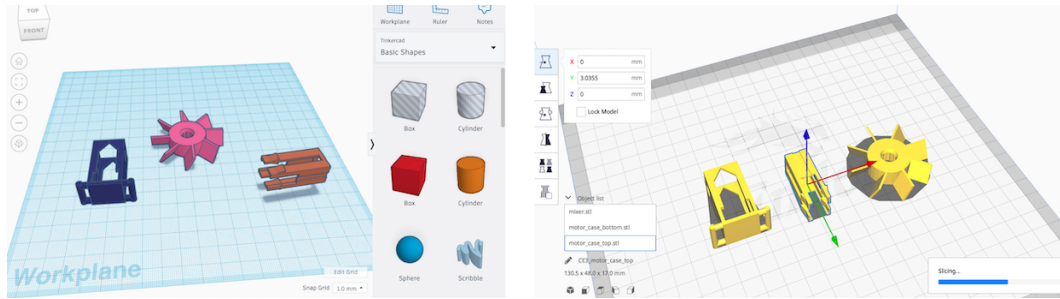 TOP
FRONT
Workplane
Ruler
Notes
Tinkercad
Basic Shapes
Box
Cylinder
Box
Cylinder
Sphere
Scribble
Workplane
Edit Grid
Snap Grid 1.0 mm
X 0 mm
Y 3.0355 mm
Z 0 mm
Lock Model
Object list
mixer.stl
motor_case_bottom.stl
motor_case_top.stl
CE3_motor_case_top
130.5 x 48.0 x 17.0 mm
Slicing...